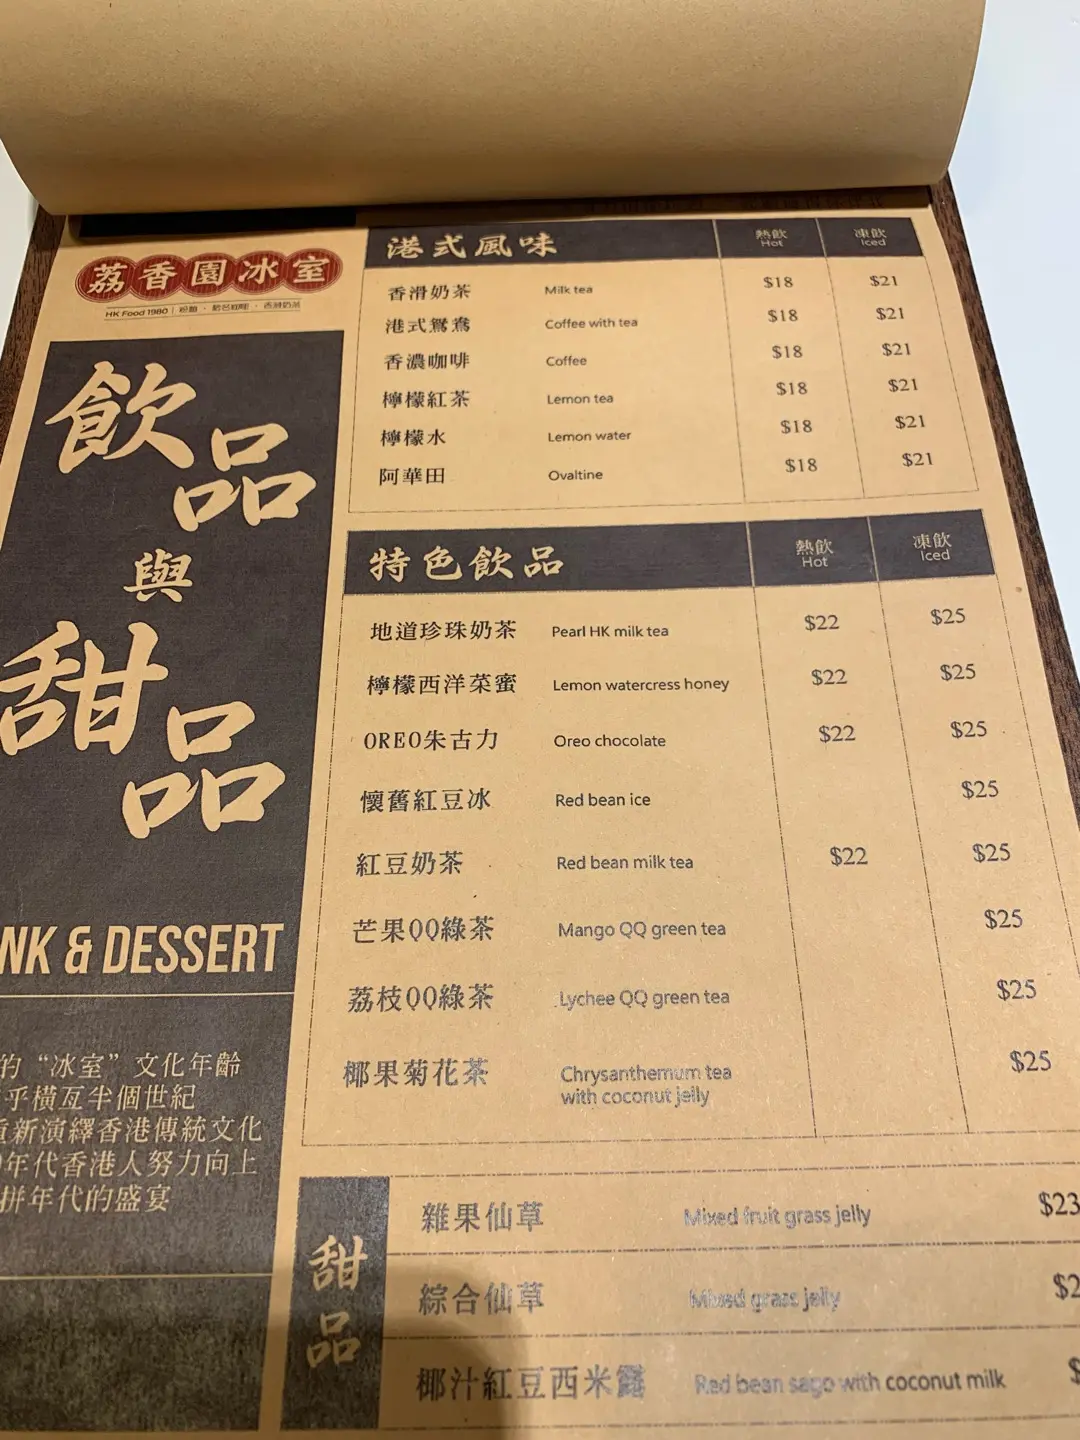 荔香園冰室
HK Food 1980
飲品
與
甜品
NK & DESSERT
的“冰室”文化年齡
乎橫亙半個世紀
新演繹香港傳統文化
年代香港人努力向上
拼年代的盛宴
港式風味 熱飲 Hot 凍飲 Iced
香滑奶茶 Milk tea $18 $21
港式鴛鴦 Coffee with tea $18 $21
香濃咖啡 Coffee $18 $21
檸檬紅茶 Lemon tea $18 $21
檸檬水 Lemon water $18 $21
阿華田 Ovaltine $18 $21
特色飲品 熱飲 Hot 凍飲 Iced
地道珍珠奶茶 Pearl HK milk tea $22 $25
檸檬西洋菜蜜 Lemon watercress honey $22 $25
OREO朱古力 Oreo chocolate $22 $25
懷舊紅豆冰 Red bean ice $25
紅豆奶茶 Red bean milk tea $22 $25
芒果QQ綠茶 Mango QQ green tea $25
荔枝QQ綠茶 Lychee QQ green tea $25
椰果菊花茶 Chrysanthemum tea $25
with coconut jelly
甜品
雜果仙草 Mixed fruit grass jelly $23
綜合仙草 Mixed grass jelly $2
椰汁紅豆西米露 Red bean sago with coconut milk $